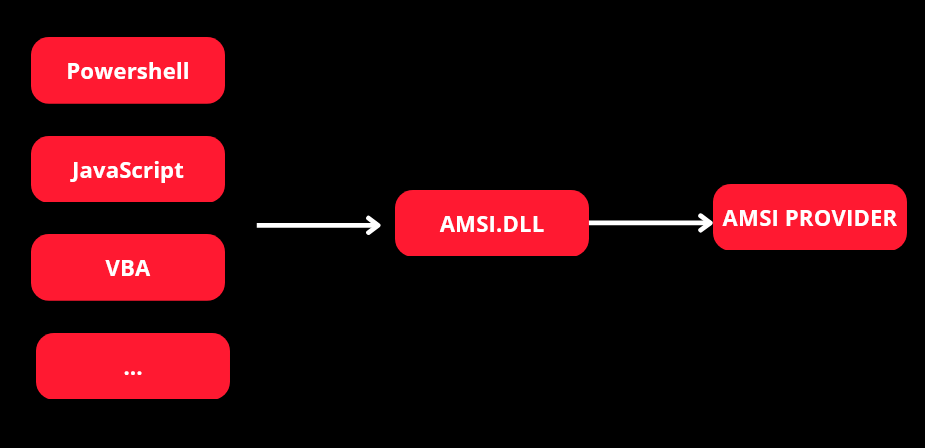 Powershell
JavaScript
VBA
...
AMSI.DLL
AMSI PROVIDER